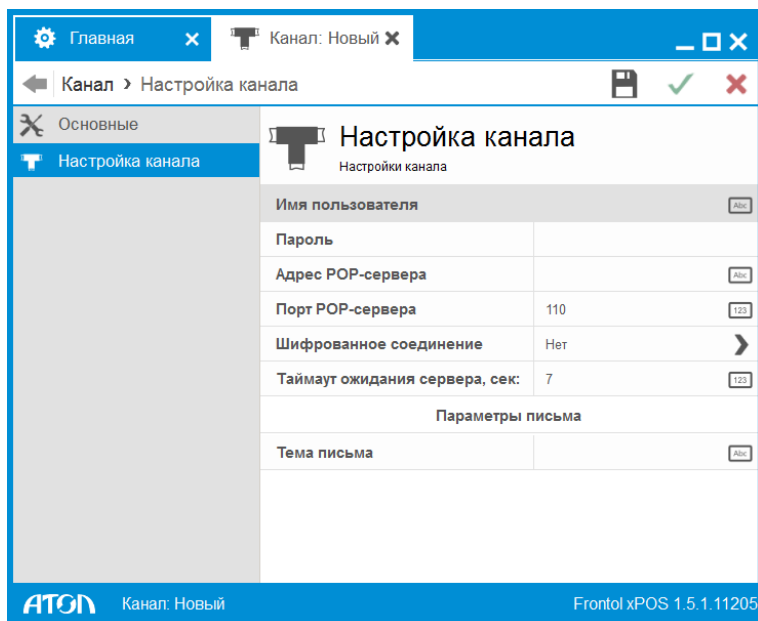 Главная
Канал: Новый
Канал > Настройка канала
Основные
Настройка канала
Настройка канала
Настройки канала
Имя пользователя Abc
Пароль
Адрес POP-сервера Abc
Порт POP-сервера 110 123
Шифрованное соединение Нет
Таймаут ожидания сервера, сек: 7 123
Параметры письма
Тема письма Abc
ATOL Канал: Новый Frontol xPOS 1.5.1.11205